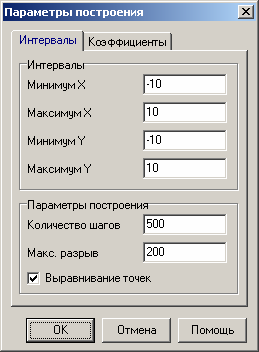 Параметры построения
Интервалы Коэффициенты
Интервалы
Минимум X -10
Максимум X 10
Минимум Y -10
Максимум Y 10
Параметры построения
Количество шагов 500
Макс. разрыв 200
Выравнивание точек
OK Отмена Помощь